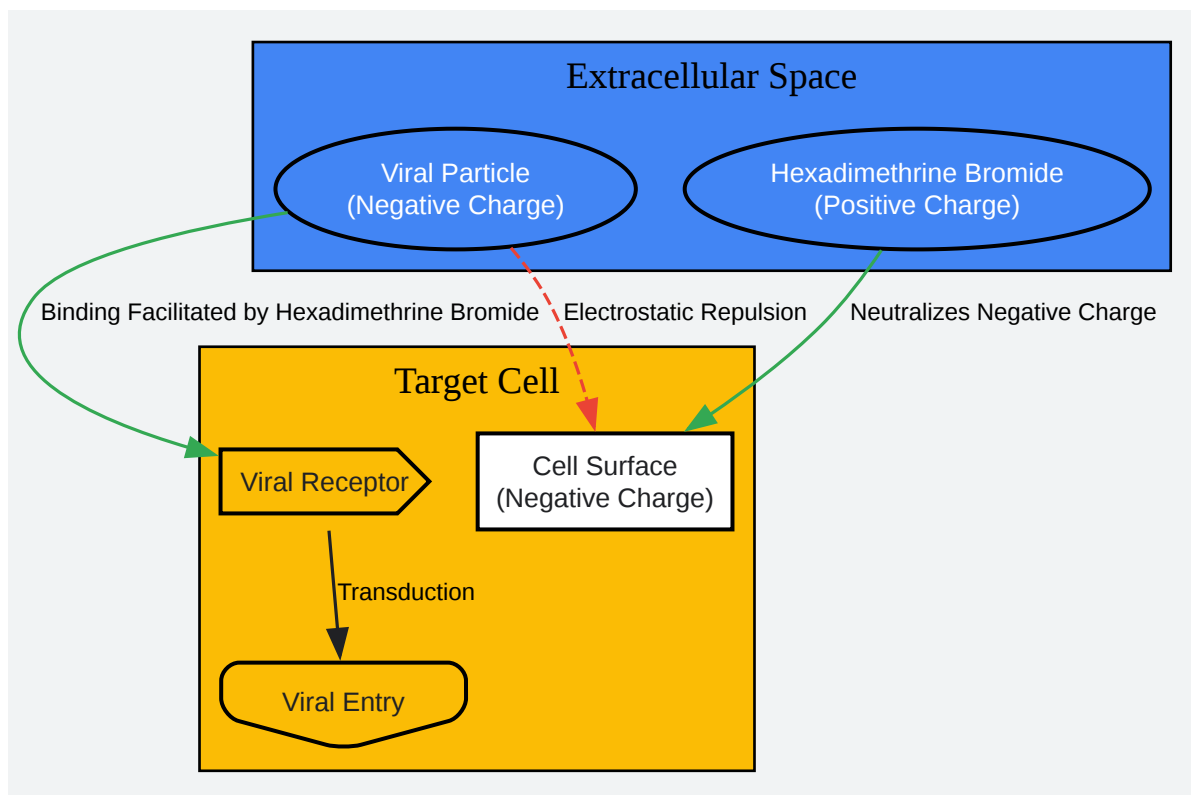 Extracellular Space
Viral Particle
(Negative Charge)
Hexadimethrine Bromide
(Positive Charge)
Binding Facilitated by Hexadimethrine Bromide
Electrostatic Repulsion
Neutralizes Negative Charge
Target Cell
Viral Receptor
Cell Surface
(Negative Charge)
Transduction
Viral Entry